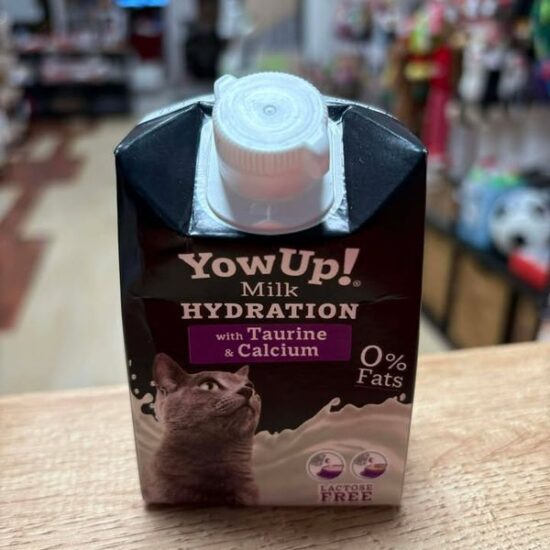 YowUp!®
Milk
HYDRATION
with Taurine
& Calcium
0%
Fats
LACTOSE
FREE